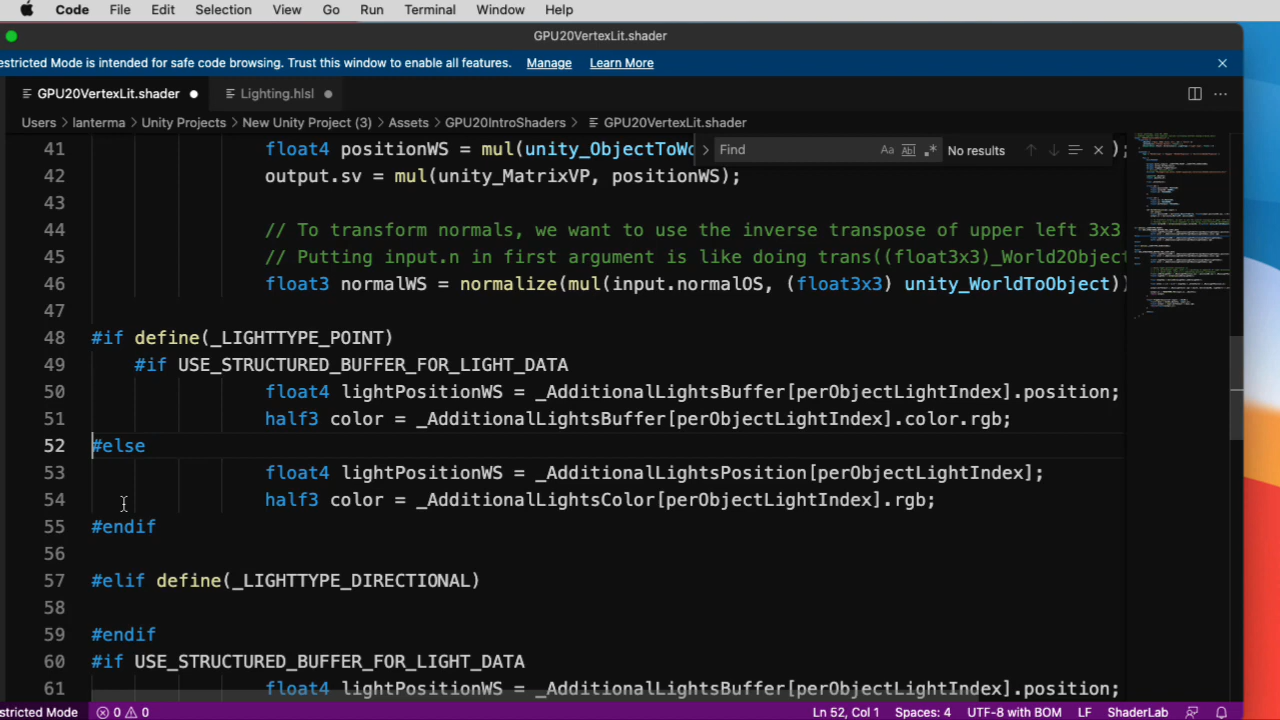 Code File Edit Selection View Go Run Terminal Window Help
GPU20VertexLit.shader
estricted Mode is intended for safe code browsing. Trust this window to enable all features. Manage Learn More
GPU20VertexLit.shader Lighting.hlsl
Users lanterma Unity Projects New Unity Project (3) Assets GPU20IntroShaders GPU20VertexLit.shader
Find Aa Ab .* No results
41 float4 positionWS = mul(unity_ObjectToWo );
42 output.sv = mul(unity_MatrixVP, positionWS);
43
44 // To transform normals, we want to use the inverse transpose of upper left 3x3
45 // Putting input.n in first argument is like doing trans((float3x3)_World2Object
46 float3 normalWS = normalize(mul(input.normalOS, (float3x3) unity_WorldToObject))
47
48 #if define(_LIGHTTYPE_POINT)
49 #if USE_STRUCTURED_BUFFER_FOR_LIGHT_DATA
50 float4 lightPositionWS = _AdditionalLightsBuffer[perObjectLightIndex].position;
51 half3 color = _AdditionalLightsBuffer[perObjectLightIndex].color.rgb;
52 #else
53 float4 lightPositionWS = _AdditionalLightsPosition[perObjectLightIndex];
54 half3 color = _AdditionalLightsColor[perObjectLightIndex].rgb;
55 #endif
56
57 #elif define(_LIGHTTYPE_DIRECTIONAL)
58
59 #endif
60 #if USE_STRUCTURED_BUFFER_FOR_LIGHT_DATA
61 float4 lightPositionWS = _AdditionalLightsBuffer[perObjectLightIndex].position;
stricted Mode 0 0 Ln 52, Col 1 Spaces: 4 UTF-8 with BOM LF ShaderLab